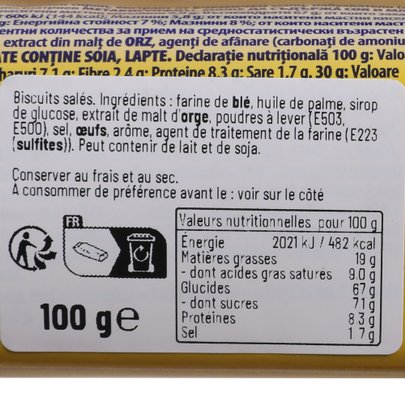 extract din malț de ORZ, agenți de afânare (carbonați de amoniu
ATE CONȚINE SOIA, LAPTE. Declarație nutrițională 100 g: Valo
7,1 g; Fibre 2,4 g; Proteine 8,3 g; Sare 1,7 g. 30 g: Valoare
Biscuits salés. Ingrédients : farine de blé, huile de palme, sirop
de glucose, extrait de malt d'orge, poudres à lever (E503,
E500), sel, œufs, arôme, agent de traitement de la farine (E223
(sulfites)). Peut contenir de lait et de soja.
Conserver au frais et au sec.
A consommer de préférence avant le : voir sur le côté
FR
100 g e
Valeurs nutritionnelles pour 100 g
Énergie 2021 kJ / 482 kcal
Matières grasses 19 g
- dont acides gras saturés 9.0 g
Glucides 67 g
- dont sucres 7.1 g
Protéines 8.3 g
Sel 1.7 g